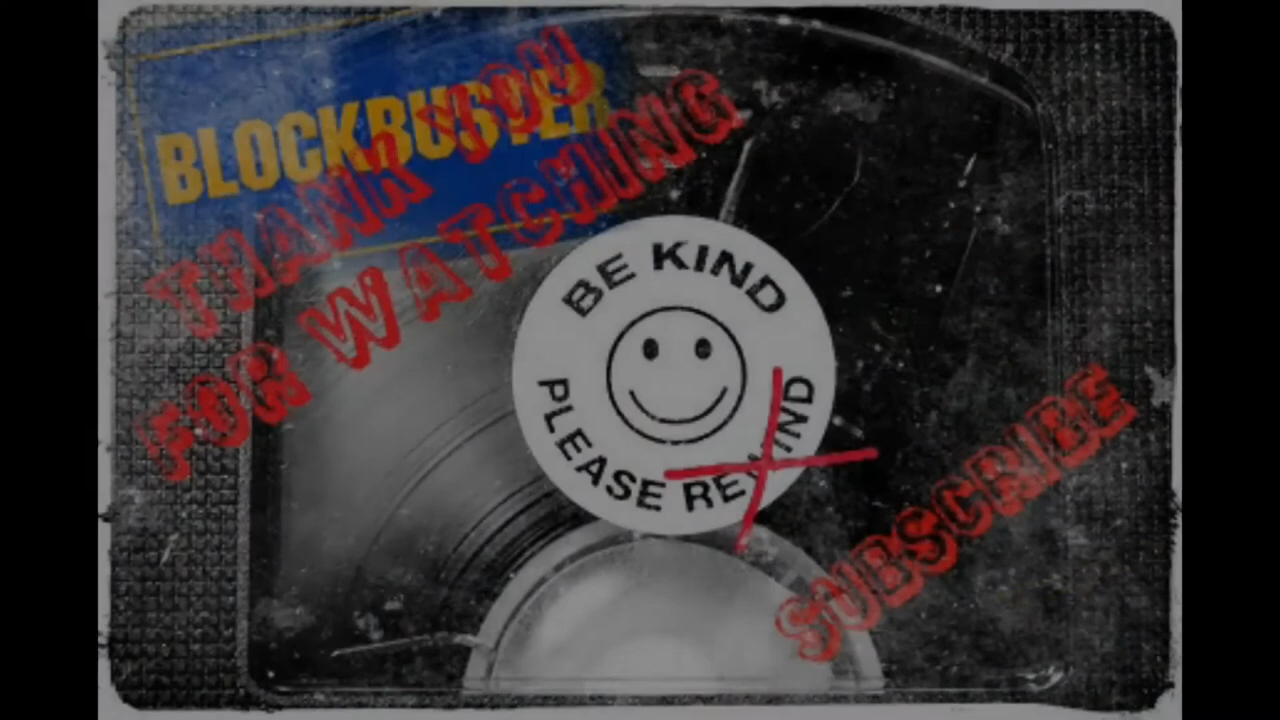 BLOCKBUSTER
THANK YOU
FOR WATCHING
BE KIND
PLEASE REWIND
SUBSCRIBE